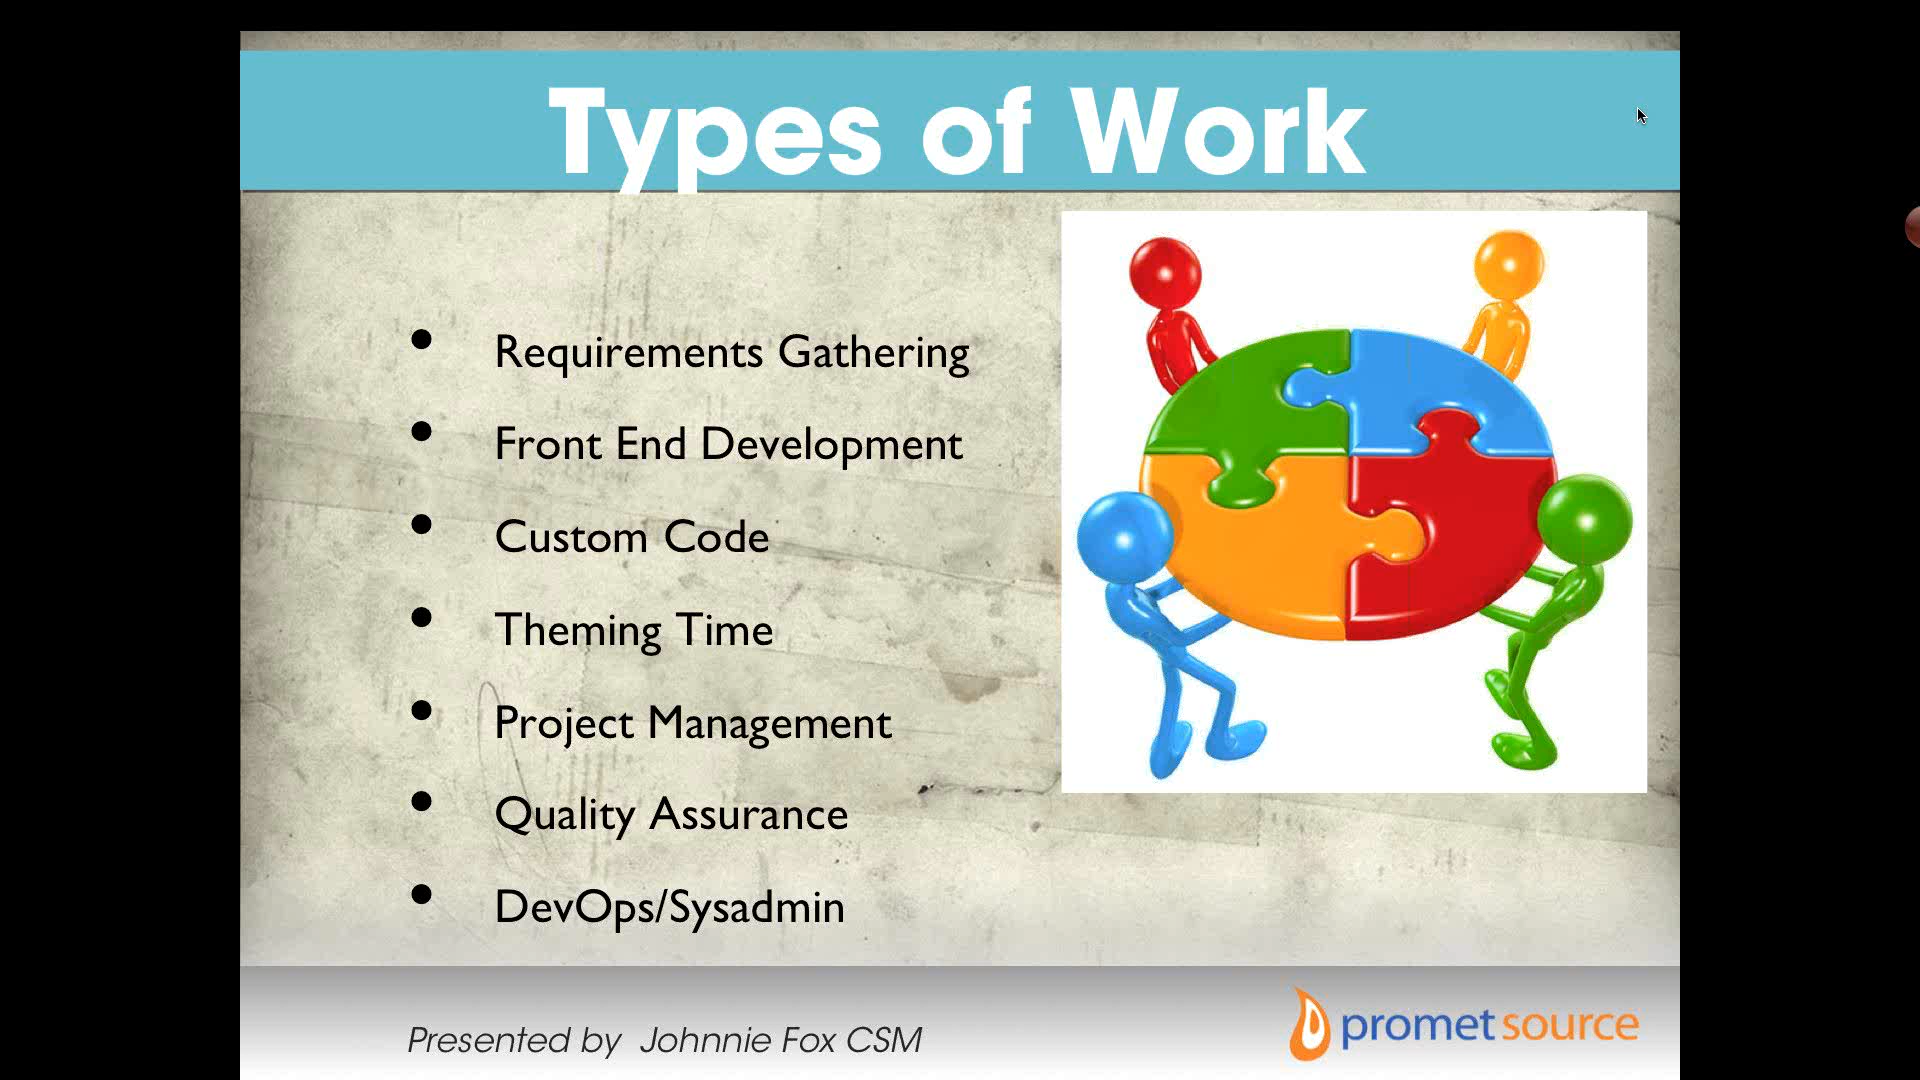 Types of Work
• Requirements Gathering
• Front End Development
• Custom Code
• Theming Time
• Project Management
• Quality Assurance
• DevOps/Sysadmin
Presented by Johnnie Fox CSM
promet source